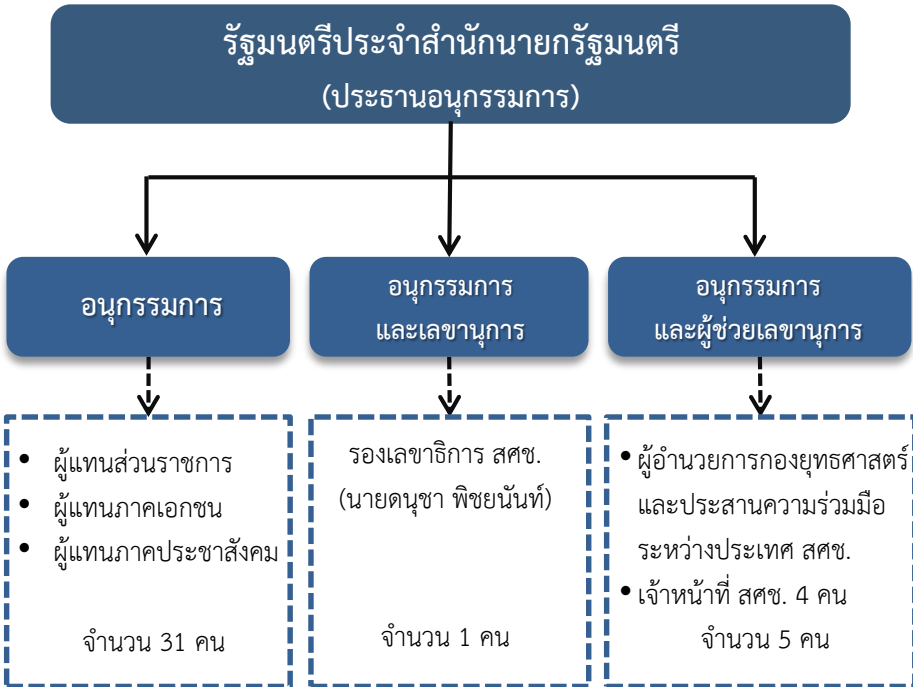 รัฐมนตรีประจำสำนักนายกรัฐมนตรี
(ประธานอนุกรรมการ)
อนุกรรมการ
อนุกรรมการ
และเลขานุการ
อนุกรรมการ
และผู้ช่วยเลขานุการ
• ผู้แทนส่วนราชการ
• ผู้แทนภาคเอกชน
• ผู้แทนภาคประชาสังคม
จำนวน 31 คน
รองเลขาธิการ สศช.
(นายดนุชา พิชยนันท์)
จำนวน 1 คน
• ผู้อำนวยการกองยุทธศาสตร์
และประสานความร่วมมือ
ระหว่างประเทศ สศช.
• เจ้าหน้าที่ สศช. 4 คน
จำนวน 5 คน